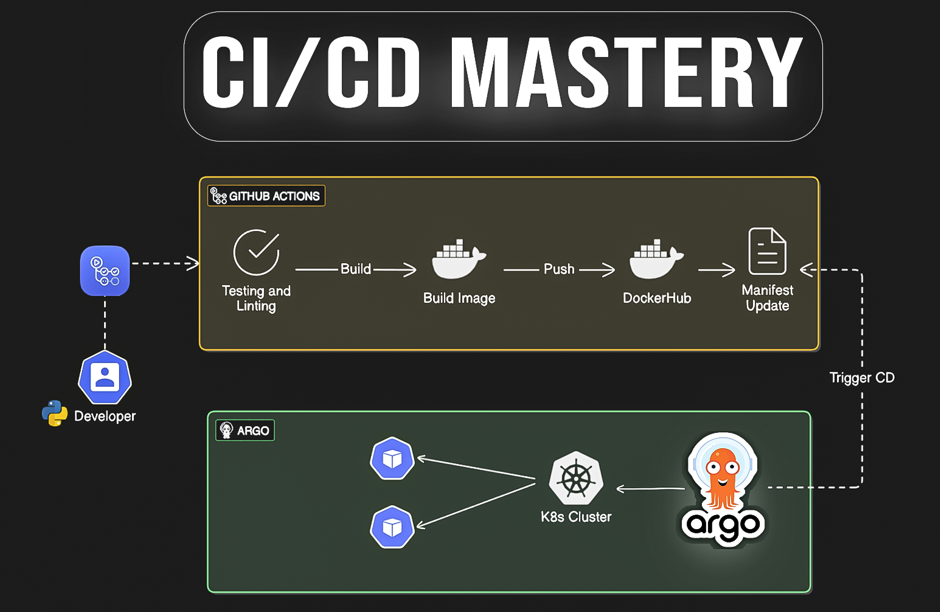 CI/CD MASTERY
GITHUB ACTIONS
Build
Push
Testing and
Linting
Build Image
DockerHub
Manifest
Update
Trigger CD
Developer
ARGO
K8s Cluster
argo